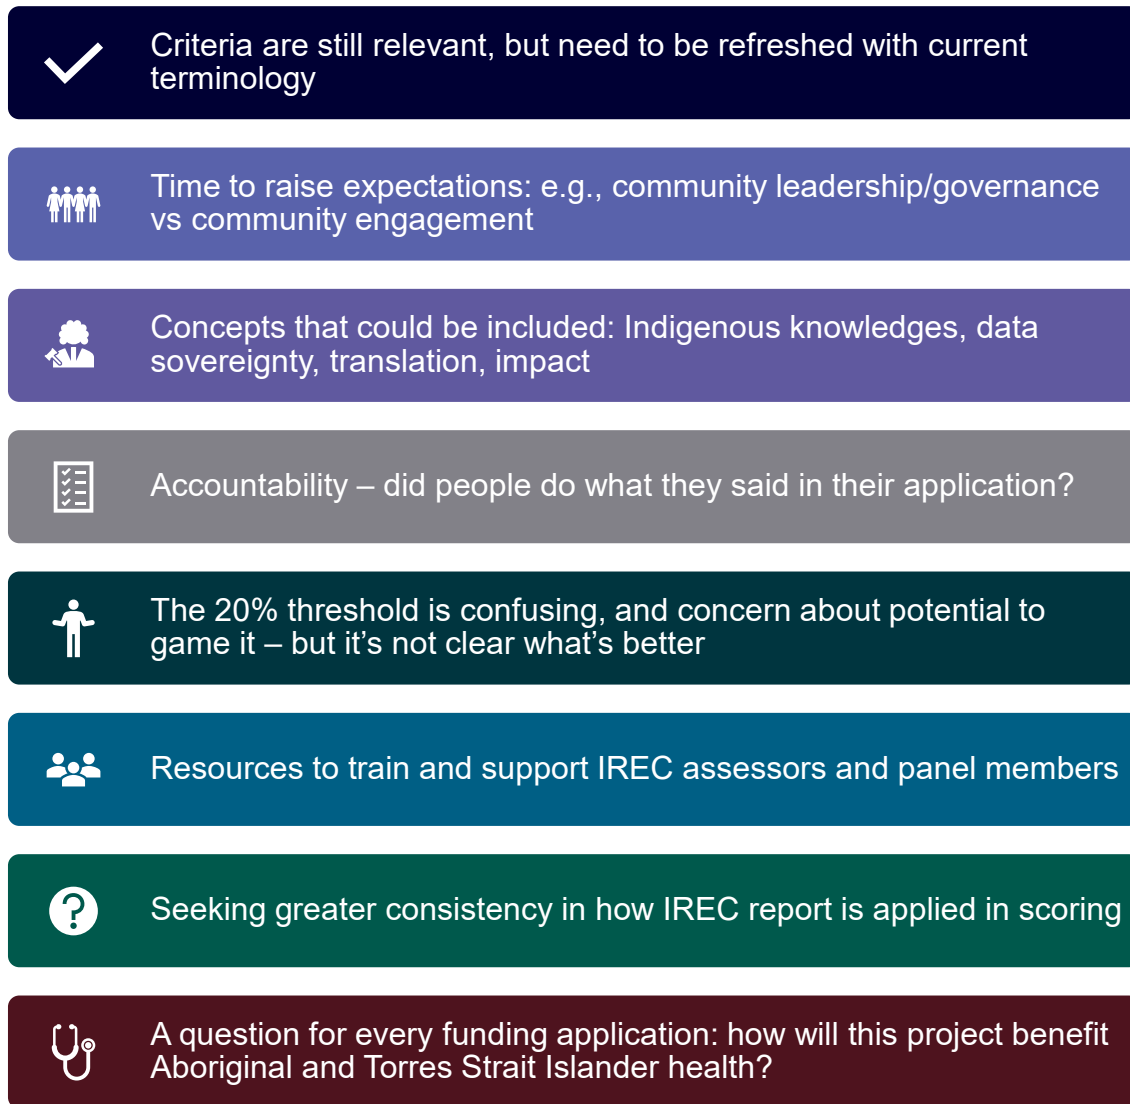 Criteria are still relevant, but need to be refreshed with current
terminology
Time to raise expectations: e.g., community leadership/governance
vs community engagement
Concepts that could be included: Indigenous knowledges, data
sovereignty, translation, impact
Accountability – did people do what they said in their application?
The 20% threshold is confusing, and concern about potential to
game it – but it’s not clear what’s better
Resources to train and support IREC assessors and panel members
Seeking greater consistency in how IREC report is applied in scoring
A question for every funding application: how will this project benefit
Aboriginal and Torres Strait Islander health?